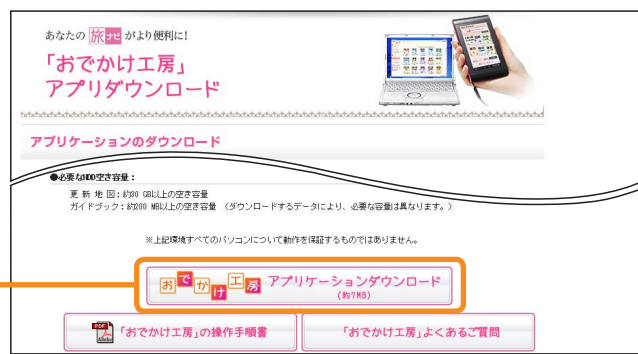 あなたの 旅ナビ がより便利に!
「おでかけ工房」
アプリダウンロード
アプリケーションのダウンロード
●必要なHDD空き容量:
更 新 地 図:約30 GB以上の空き容量
ガイドブック:約200 MB以上の空き容量 (ダウンロードするデータにより、必要な容量は異なります。)
※上記環境すべてのパソコンについて動作を保証するものではありません。
おでかけ工房 アプリケーションダウンロード
(約7MB)
PDF Adobe 「おでかけ工房」の操作手順書
「おでかけ工房」よくあるご質問